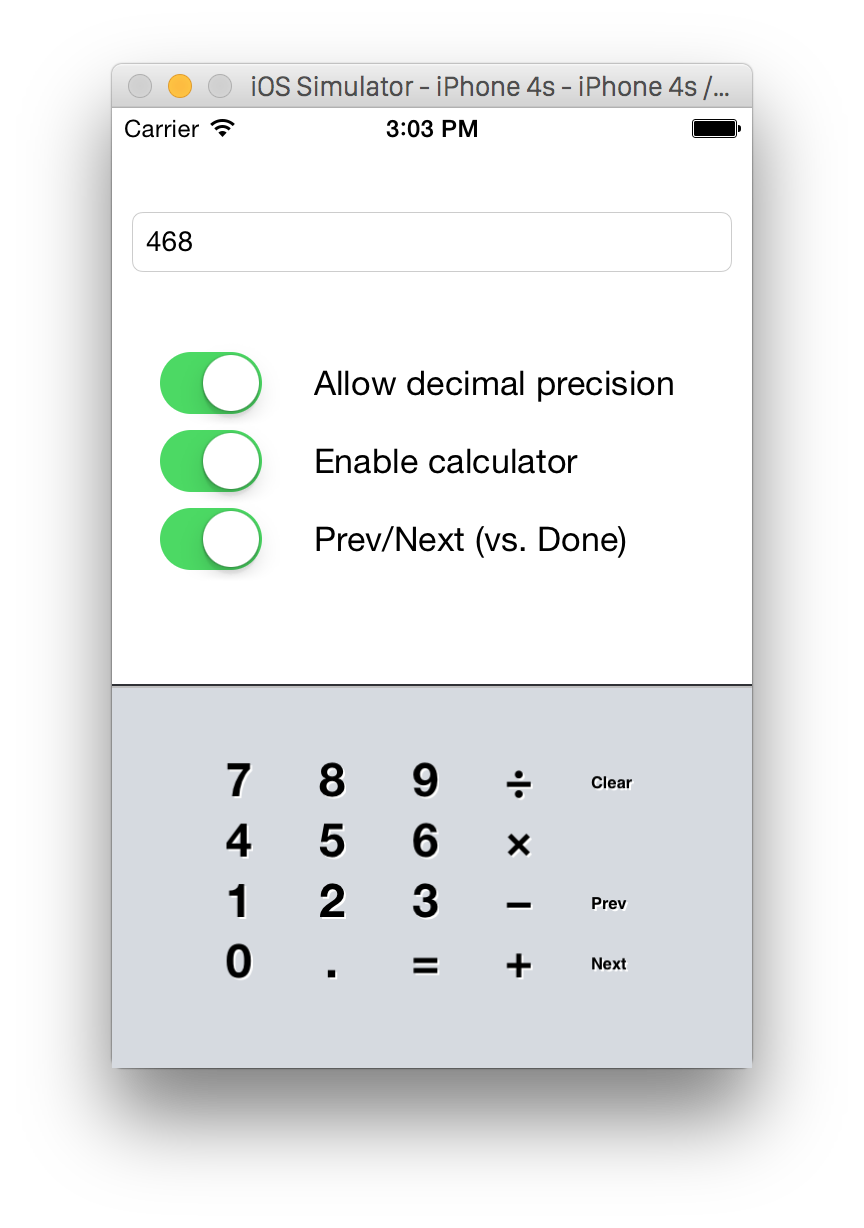 iOS Simulator - iPhone 4s - iPhone 4s /...
Carrier 3:03 PM
468
Allow decimal precision
Enable calculator
Prev/Next (vs. Done)
7 8 9 ÷ Clear
4 5 6 ×
1 2 3 − Prev
0 . = + Next